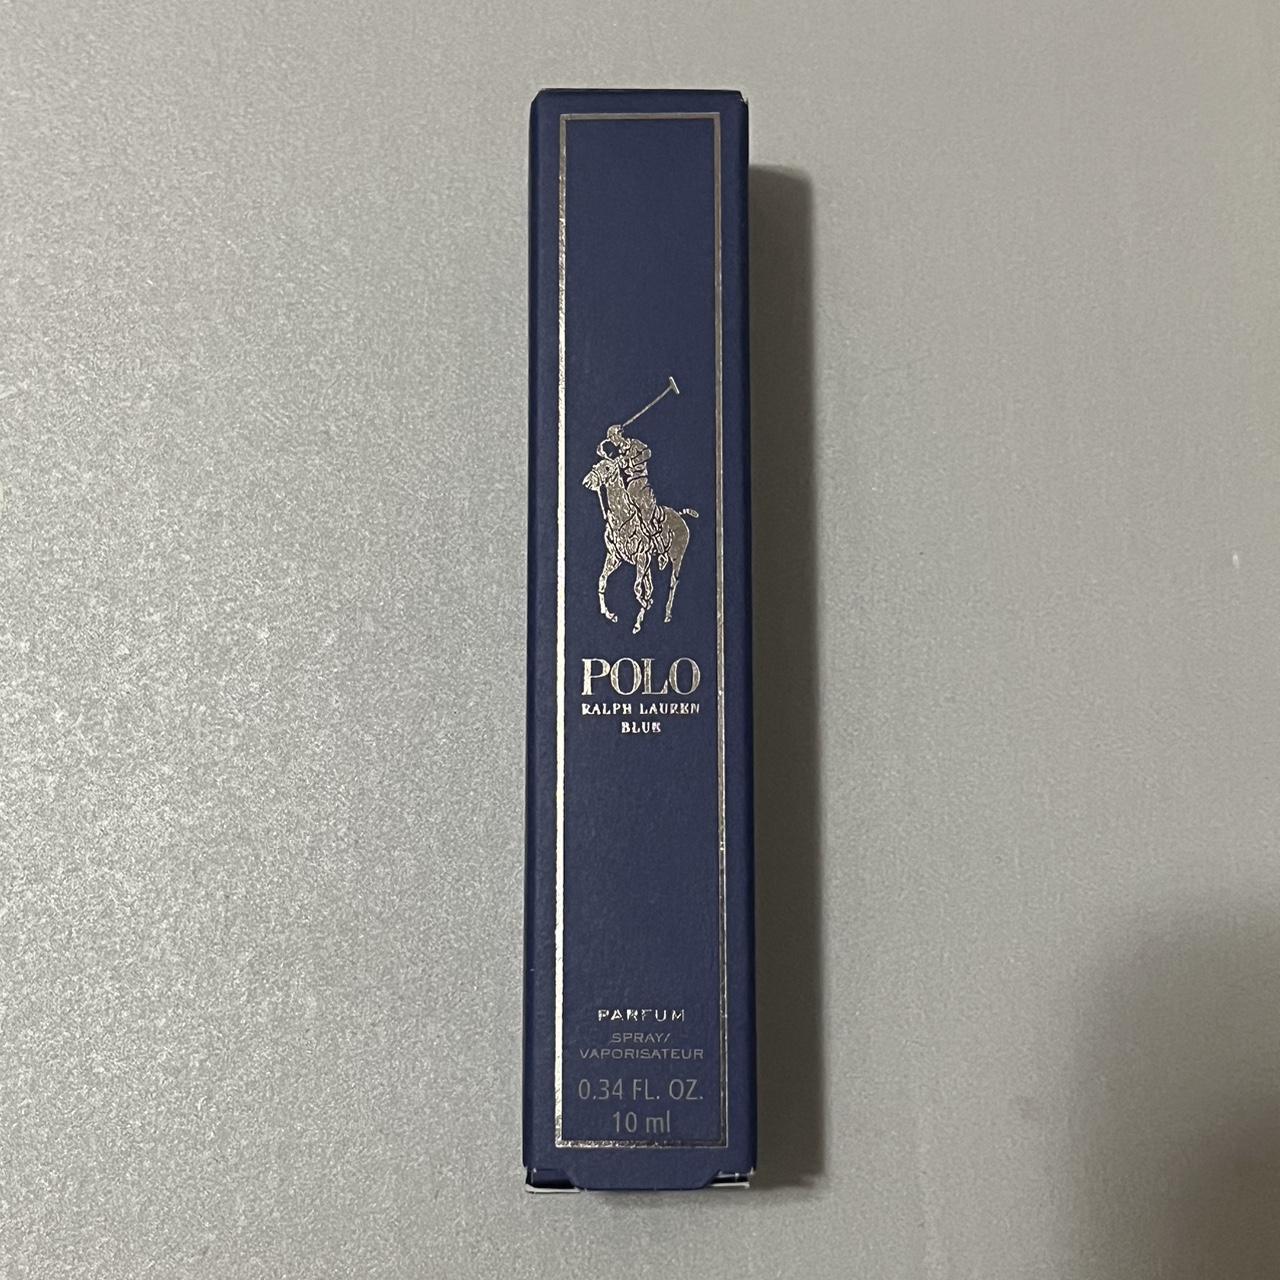 POLO
RALPH LAUREN
BLUE
PARFUM
SPRAY/
VAPORISATEUR
0.34 FL. OZ.
10 ml